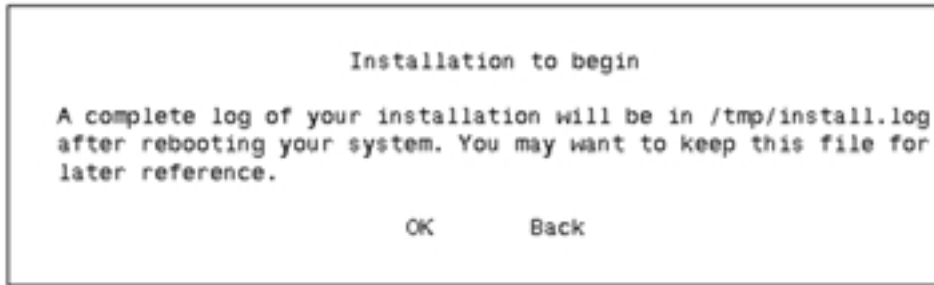 Installation to begin
A complete log of your installation will be in /tmp/install.log
after rebooting your system. You may want to keep this file for
later reference.
OK Back